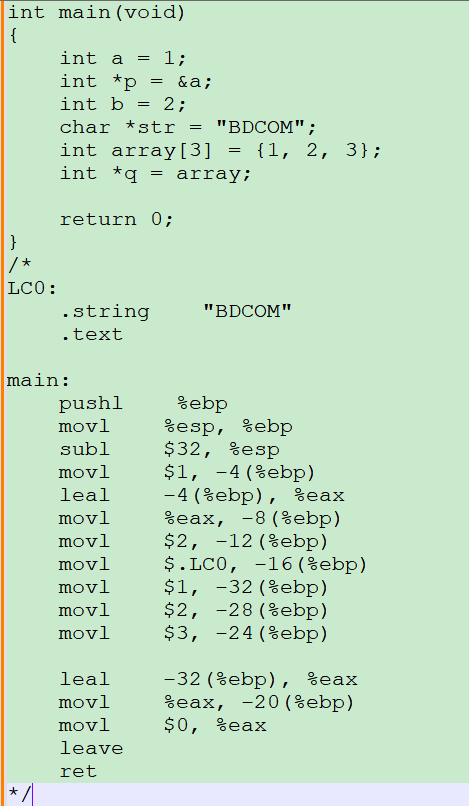 int main(void)
{
    int a = 1;
    int *p = &a;
    int b = 2;
    char *str = "BDCOM";
    int array[3] = {1, 2, 3};
    int *q = array;

    return 0;
}
/*
LC0:
    .string    "BDCOM"
    .text

main:
    pushl    %ebp
    movl    %esp, %ebp
    subl    $32, %esp
    movl    $1, -4(%ebp)
    leal    -4(%ebp), %eax
    movl    %eax, -8(%ebp)
    movl    $2, -12(%ebp)
    movl    $.LC0, -16(%ebp)
    movl    $1, -32(%ebp)
    movl    $2, -28(%ebp)
    movl    $3, -24(%ebp)

    leal    -32(%ebp), %eax
    movl    %eax, -20(%ebp)
    movl    $0, %eax
    leave
    ret
*/